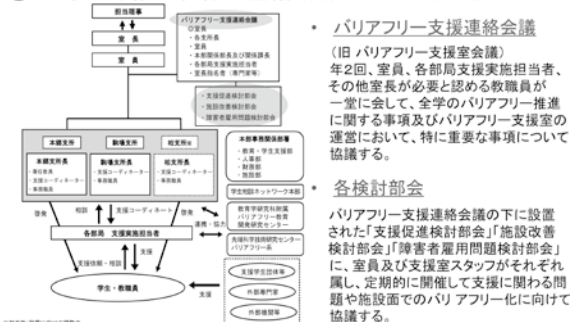 担当理事
室 長
室 員
バリアフリー支援連絡会議
◎室長
・各支所長
・室員
・本部関係部長及び関係課長
・各部局支援実施担当者
・室長指名者（専門家等）
・支援促進検討部会
・施設改善検討部会
・障害者雇用問題検討部会
本郷支所
駒場支所
柏支所
本郷支所長
・専任教員
・支援コーディネーター
・事務職員
駒場支所長
・支援コーディネーター
・事務職員
柏支所長
・支援コーディネーター
・事務職員
本部事務関係部署
・教育・学生支援部
・人事部
・財務部
・施設部
学生相談ネットワーク本部
教育学研究科附属
バリアフリー教育
開発研究センター
先端科学技術研究センター
バリアフリー系
啓発
相談
支援コーディネート
啓発
連携・協力
各部局 支援実施担当者
支援依頼・相談
支援
学生・教職員
支援
支援学生団体等
外部専門家
外部機関等
• バリアフリー支援連絡会議
（旧 バリアフリー支援室会議）
年２回、室員、各部局支援実施担当者、
その他室長が必要と認める教職員が
一堂に会して、全学のバリアフリー推進
に関する事項及びバリアフリー支援室の
運営において、特に重要な事項について
協議する。
• 各検討部会
バリアフリー支援連絡会議の下に設置
された「支援促進検討部会」「施設改善
検討部会」「障害者雇用問題検討部会」
に、室員及び支援室スタッフがそれぞれ
属し、定期的に開催して支援に関わる問
題や施設面でのバリ アフリー化に向けて
協議する。